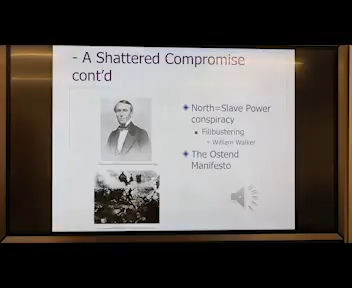 - A Shattered Compromise
cont'd
North=Slave Power
conspiracy
Filibustering
William Walker
The Ostend
Manifesto